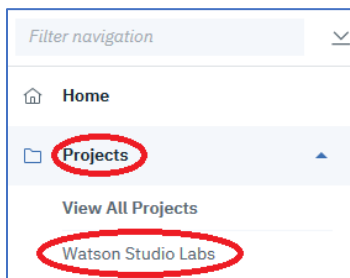 Filter navigation
Home
Projects
View All Projects
Watson Studio Labs